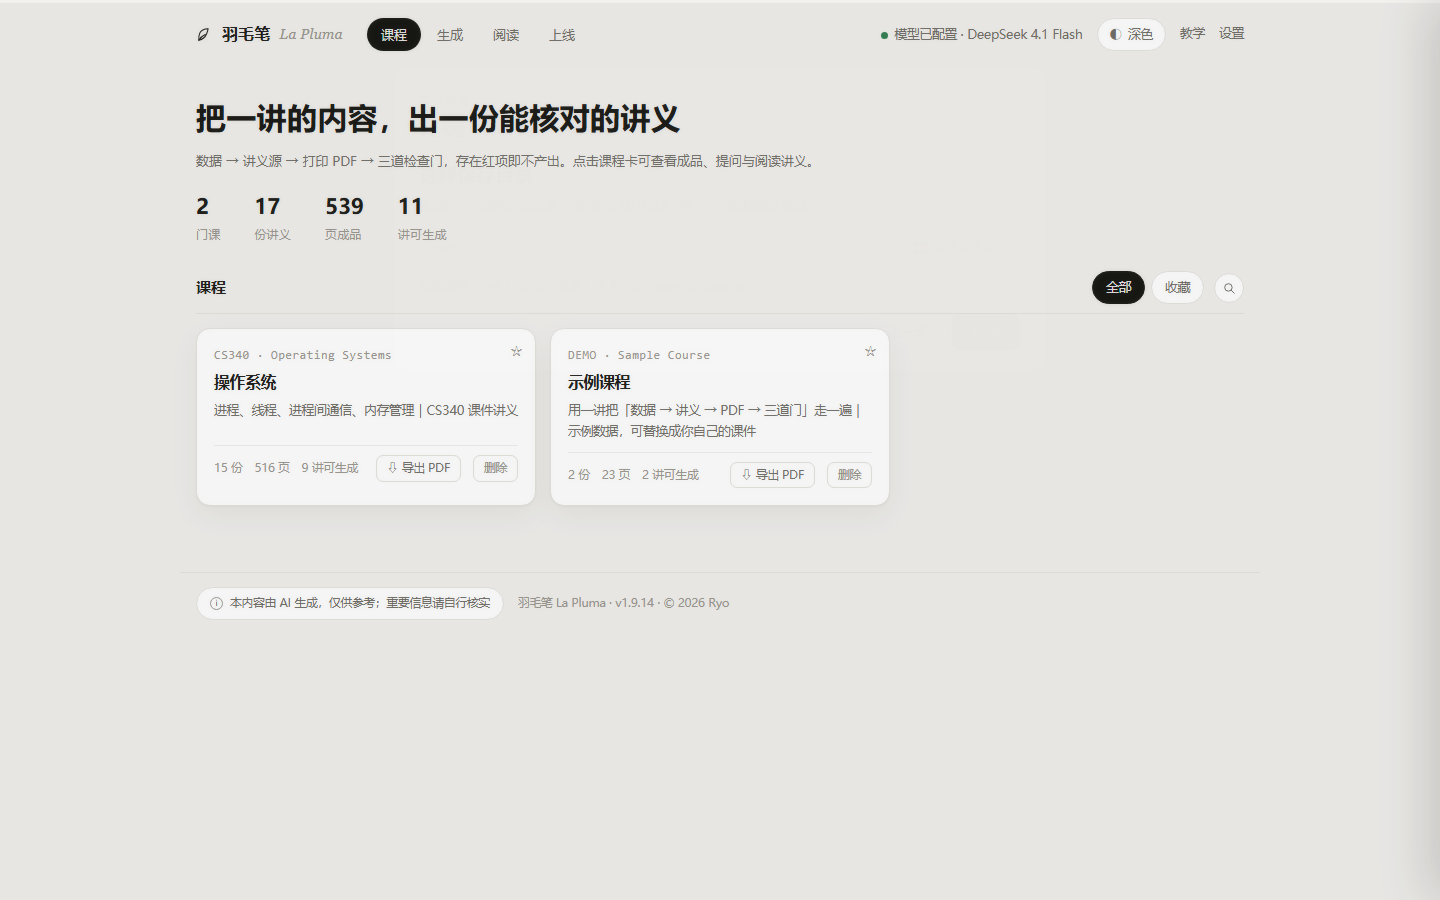 羽毛笔 La Pluma 课程 生成 阅读 上线 模型已配置 · DeepSeek 4.1 Flash 深色 教学 设置
把一讲的内容，出一份能核对的讲义
数据 → 讲义源 → 打印 PDF → 三道检查门，存在红项即不产出。点击课程卡可查看成品、提问与阅读讲义。
2 17 539 11
门课 份讲义 页成品 讲可生成
课程 全部 收藏
CS340 · Operating Systems
操作系统
进程、线程、进程间通信、内存管理 | CS340 课件讲义
15 份 516 页 9 讲可生成 导出 PDF 删除
DEMO · Sample Course
示例课程
用一讲把「数据 → 讲义 → PDF → 三道门」走一遍 |
示例数据，可替换成你自己的课件
2 份 23 页 2 讲可生成 导出 PDF 删除
本内容由 AI 生成，仅供参考；重要信息请自行核实 羽毛笔 La Pluma · v1.9.14 · © 2026 Ryo